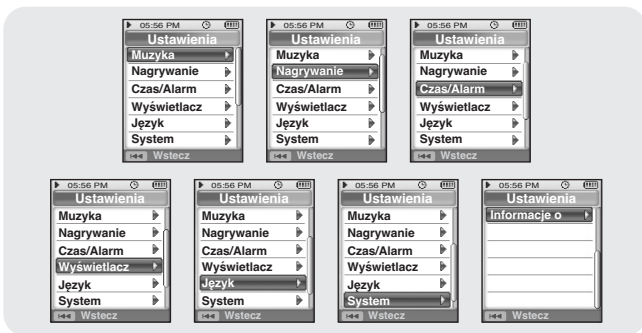 05:56 PM
Ustawienia
Muzyka
Nagrywanie
Czas/Alarm
Wyświetlacz
Język
System
Wstecz
05:56 PM
Ustawienia
Muzyka
Nagrywanie
Czas/Alarm
Wyświetlacz
Język
System
Wstecz
05:56 PM
Ustawienia
Muzyka
Nagrywanie
Czas/Alarm
Wyświetlacz
Język
System
Wstecz
05:56 PM
Ustawienia
Muzyka
Nagrywanie
Czas/Alarm
Wyświetlacz
Język
System
Wstecz
05:56 PM
Ustawienia
Muzyka
Nagrywanie
Czas/Alarm
Wyświetlacz
Język
System
Wstecz
05:56 PM
Ustawienia
Muzyka
Nagrywanie
Czas/Alarm
Wyświetlacz
Język
System
Wstecz
05:56 PM
Ustawienia
Informacje o
Wstecz